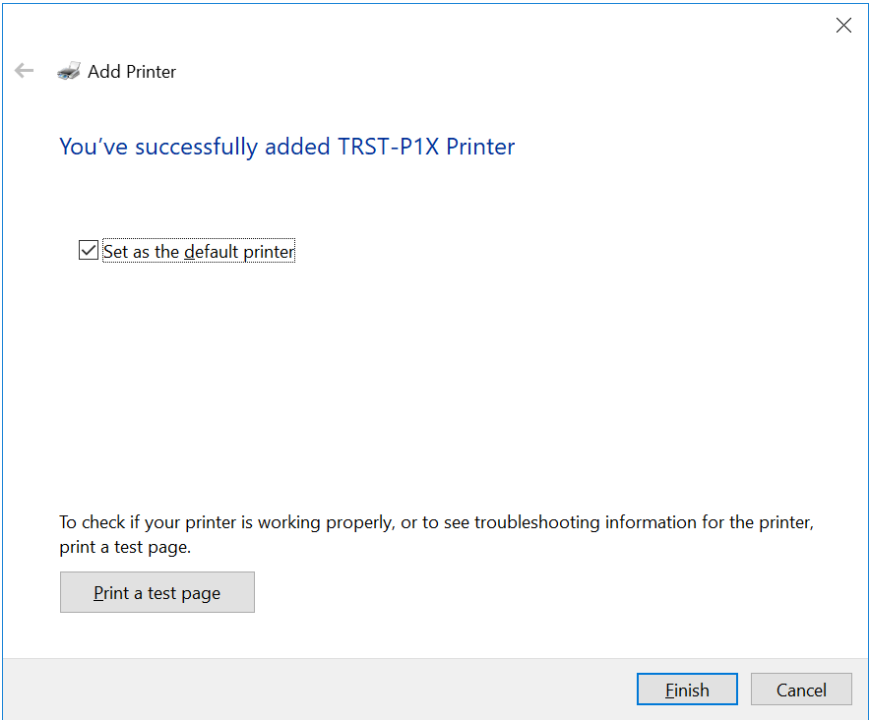 Add Printer
You’ve successfully added TRST-P1X Printer
Set as the default printer
To check if your printer is working properly, or to see troubleshooting information for the printer,
print a test page.
Print a test page
Finish
Cancel